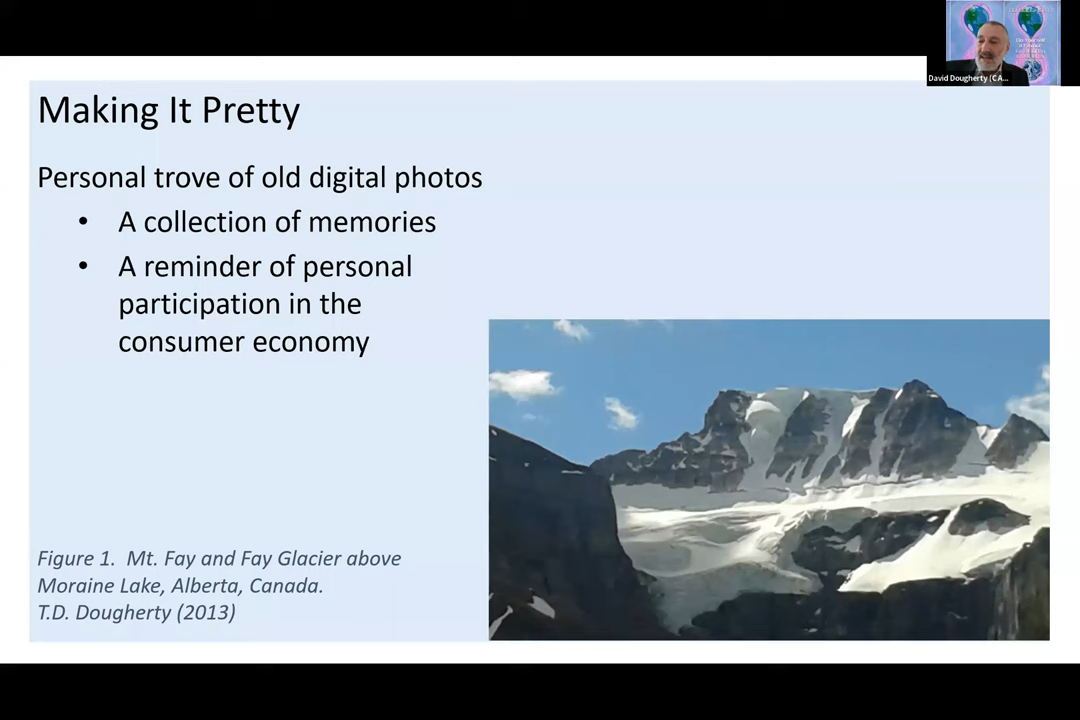 Making It Pretty
Personal trove of old digital photos
• A collection of memories
• A reminder of personal
participation in the
consumer economy
Figure 1.  Mt. Fay and Fay Glacier above
Moraine Lake, Alberta, Canada.
T.D. Dougherty (2013)
David Dougherty (CA...